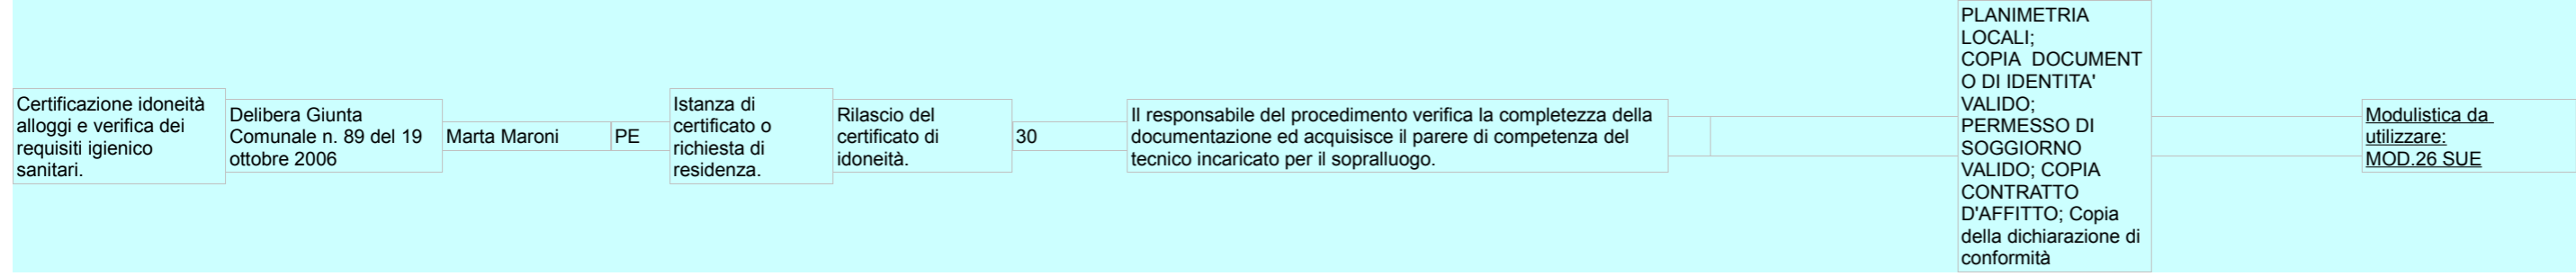 Certificazione idoneità
alloggi e verifica dei
requisiti igienico
sanitari.
Delibera Giunta
Comunale n. 89 del 19
ottobre 2006
Marta Maroni
PE
Istanza di
certificato o
richiesta di
residenza.
Rilascio del
certificato di
idoneità.
30
Il responsabile del procedimento verifica la completezza della
documentazione ed acquisisce il parere di competenza del
tecnico incaricato per il sopralluogo.
PLANIMETRIA
LOCALI;
COPIA DOCUMENT
O DI IDENTITA'
VALIDO;
PERMESSO DI
SOGGIORNO
VALIDO; COPIA
CONTRATTO
D'AFFITTO; Copia
della dichiarazione di
conformità
Modulistica da
utilizzare:
MOD.26 SUE